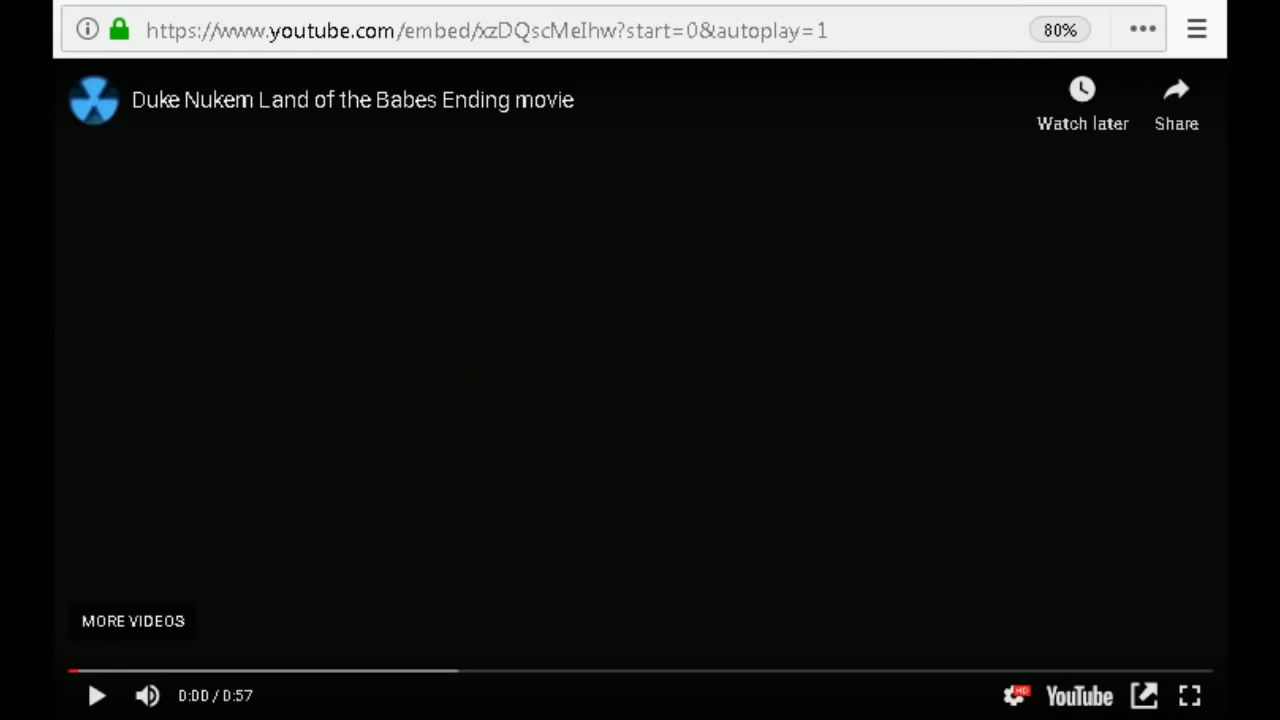 https://www.youtube.com/embed/xzDQscMeIhw?start=0&autoplay=1 80%
Duke Nukem Land of the Babes Ending movie
Watch later Share
MORE VIDEOS
0:00 / 0:57 HD YouTube